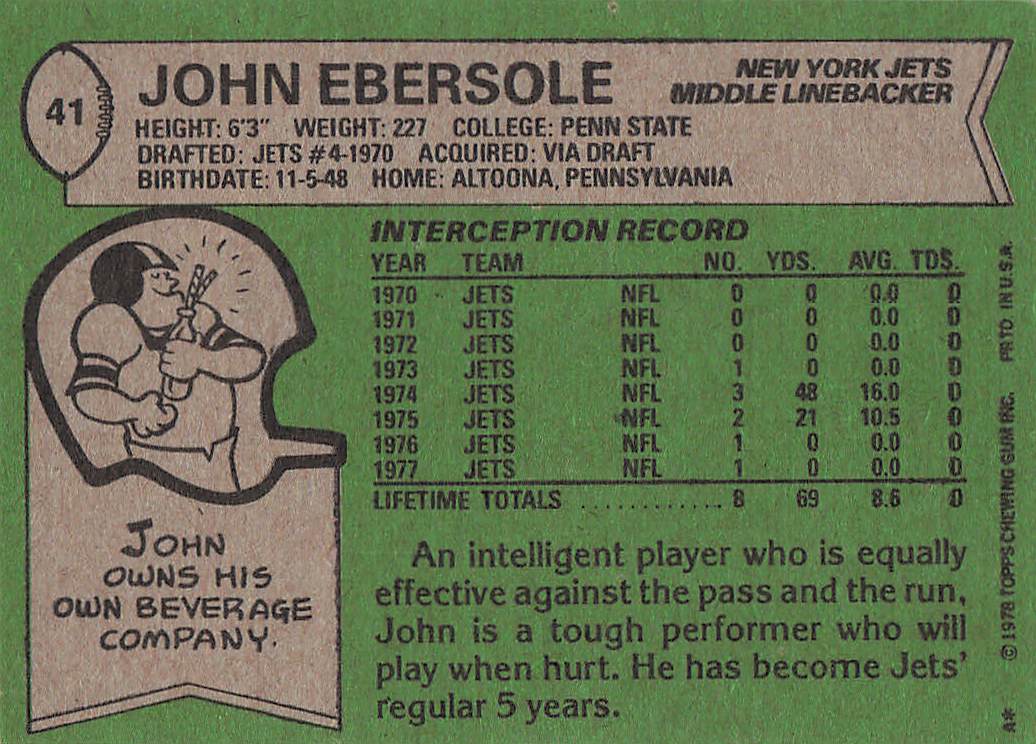 41
JOHN EBERSOLE
NEW YORK JETS
MIDDLE LINEBACKER
HEIGHT: 6'3" WEIGHT: 227 COLLEGE: PENN STATE
DRAFTED: JETS #4-1970 ACQUIRED: VIA DRAFT
BIRTHDATE: 11-5-48 HOME: ALTOONA, PENNSYLVANIA
INTERCEPTION RECORD
YEAR TEAM NO. YDS. AVG. TDS.
1970 JETS NFL 0 0 0.0 0
1971 JETS NFL 0 0 0.0 0
1972 JETS NFL 0 0 0.0 0
1973 JETS NFL 1 0 0.0 0
1974 JETS NFL 3 48 16.0 0
1975 JETS NFL 2 21 10.5 0
1976 JETS NFL 1 0 0.0 0
1977 JETS NFL 1 0 0.0 0
LIFETIME TOTALS ............ 8 69 8.6 0
JOHN
OWNS HIS
OWN BEVERAGE
COMPANY.
An intelligent player who is equally
effective against the pass and the run,
John is a tough performer who will
play when hurt. He has become Jets'
regular 5 years.
A* © 1978 TOPPS CHEWING GUM INC. PRTD IN U.S.A.